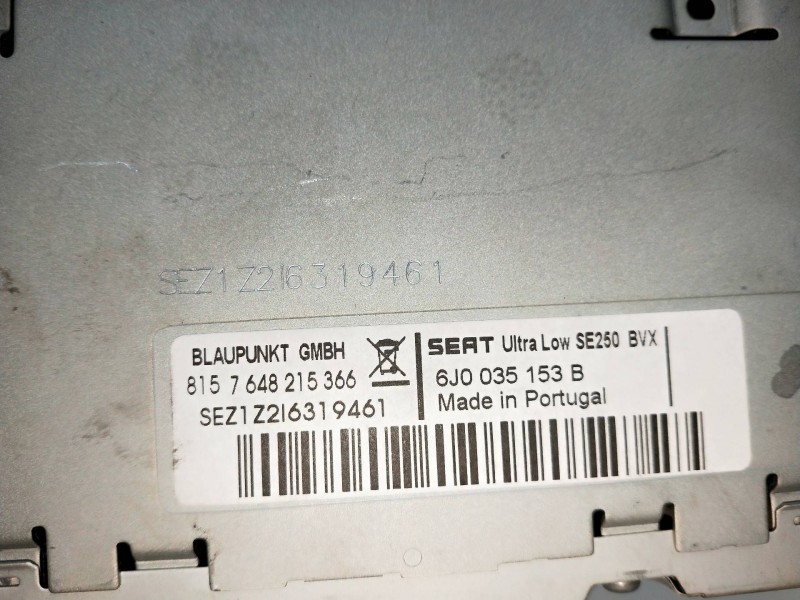 SEZ1Z2I6319461
BLAUPUNKT GMBH
815 7 648 215 366
SEZ1Z2I6319461
SEAT Ultra Low SE250 BVX
6J0 035 153 B
Made in Portugal